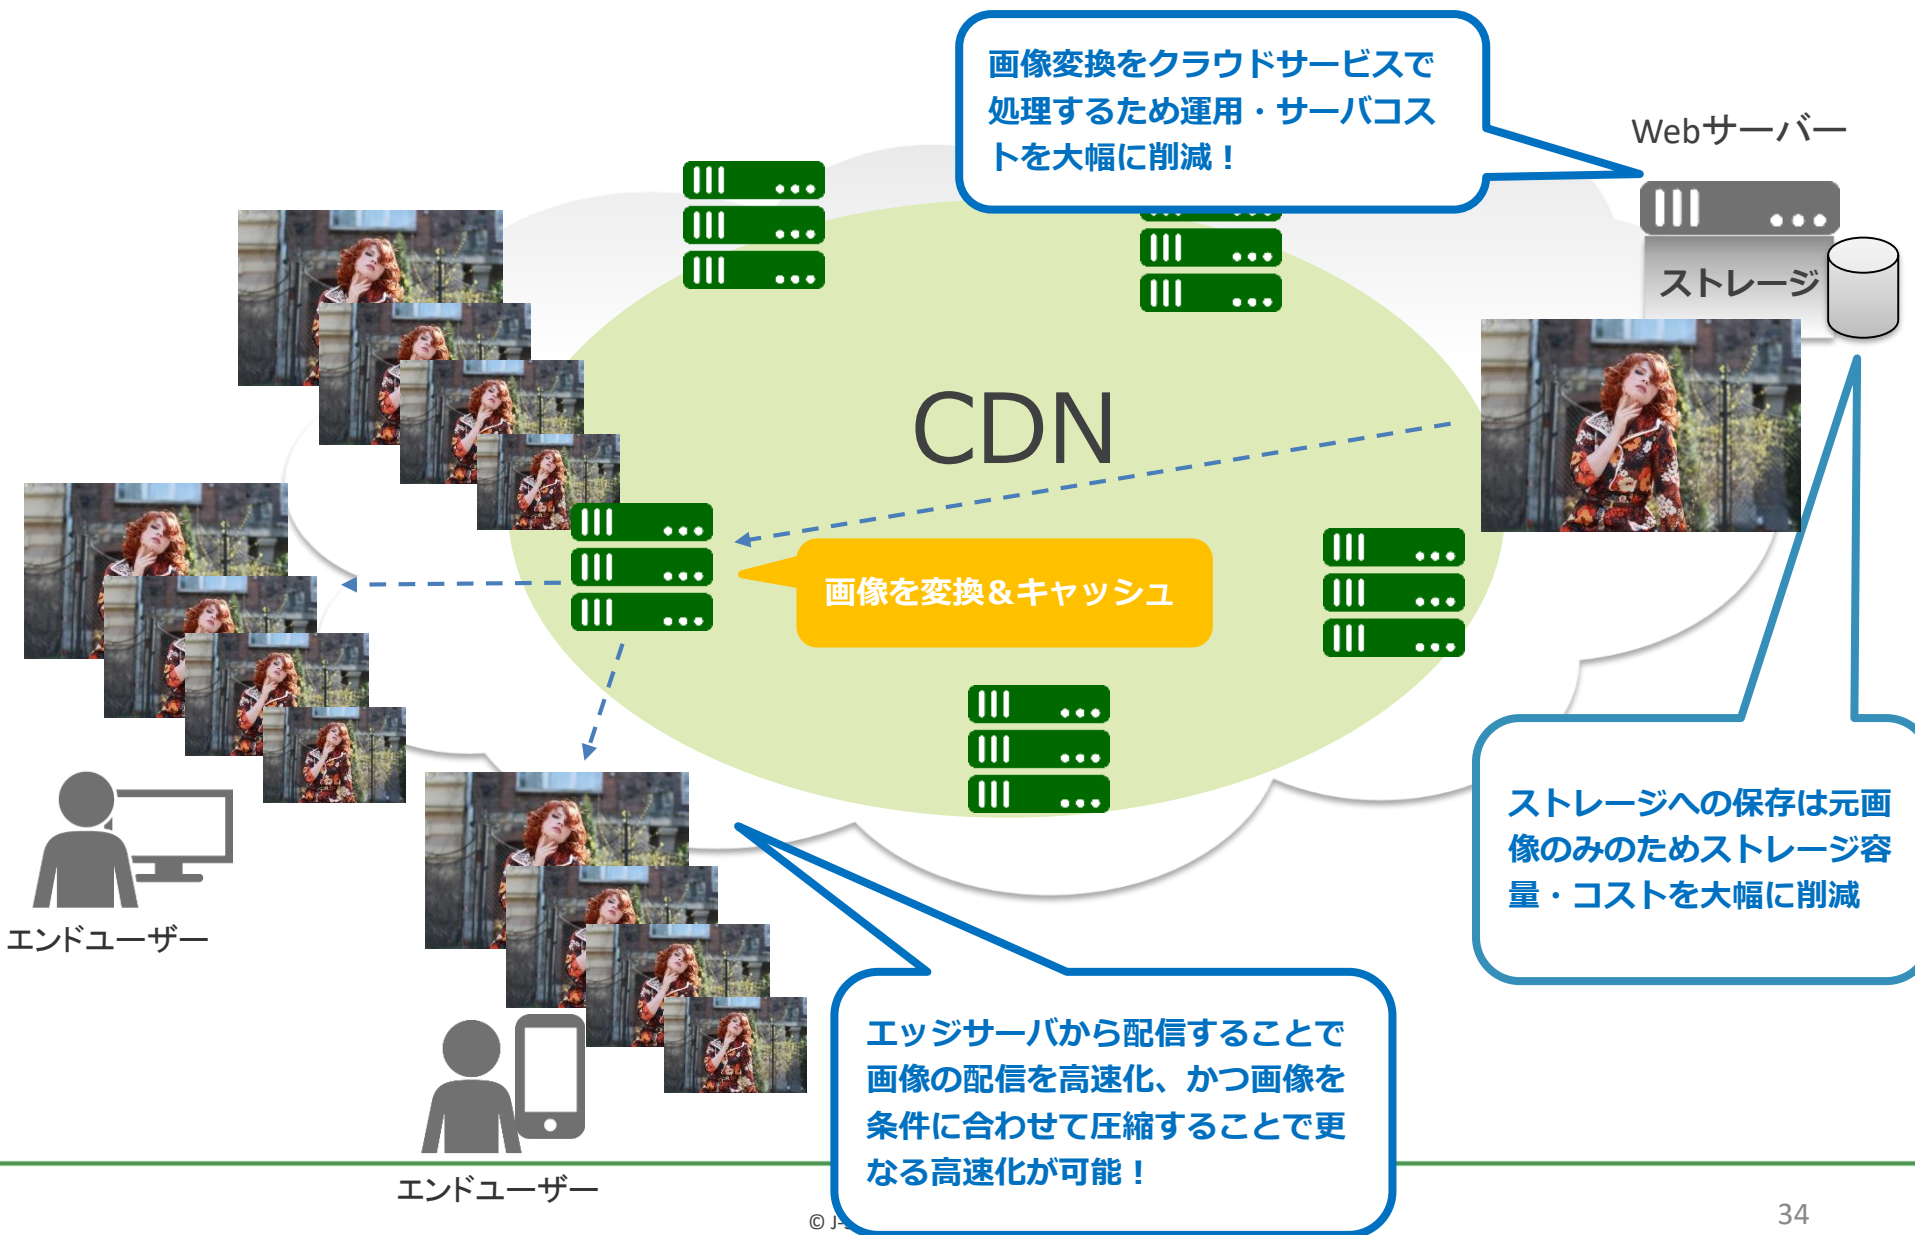 画像変換をクラウドサービスで
処理するため運用・サーバコス
トを大幅に削減！
Webサーバー
ストレージ
CDN
画像を変換＆キャッシュ
ストレージへの保存は元画
像のみのためストレージ容
量・コストを大幅に削減
エンドユーザー
エッジサーバから配信することで
画像の配信を高速化、かつ画像を
条件に合わせて圧縮することで更
なる高速化が可能！
エンドユーザー
© J-
34